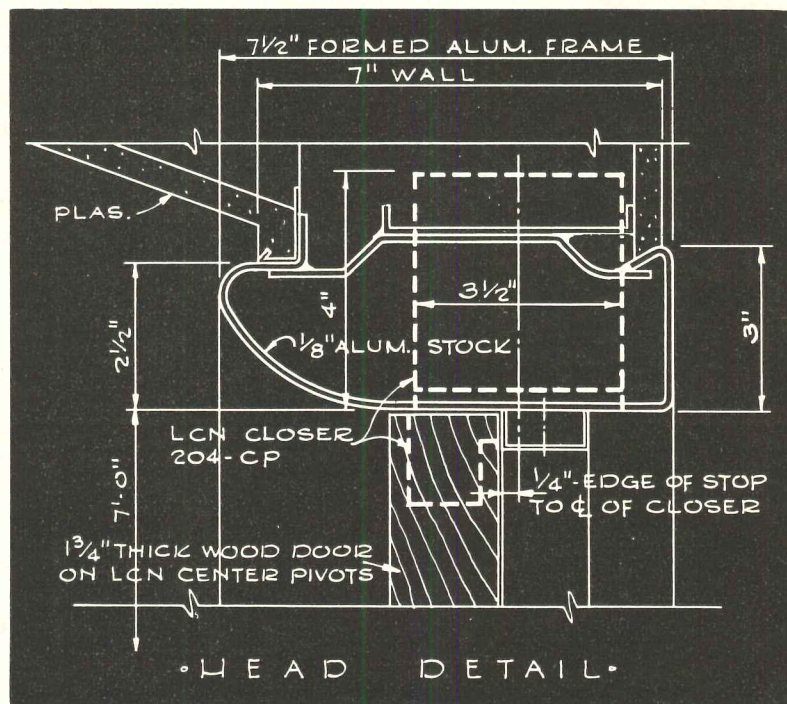 7½" FORMED ALUM. FRAME
7" WALL
PLAS.
4"
3½"
2½"
3"
⅛" ALUM. STOCK
LCN CLOSER
204-CP
¼"-EDGE OF STOP
TO ℄ OF CLOSER
7'-0"
1¾" THICK WOOD DOOR
ON LCN CENTER PIVOTS
•HEAD DETAIL•